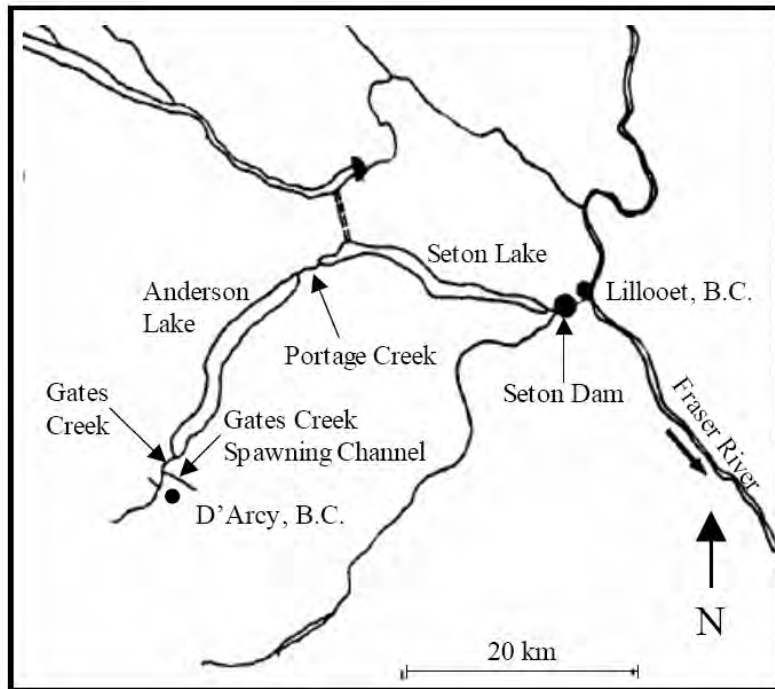 Seton Lake
Lillooet, B.C.
Anderson
Lake
Portage Creek
Seton Dam
Gates
Creek
Gates Creek
Spawning Channel
Fraser River
D'Arcy, B.C.
N
20 km